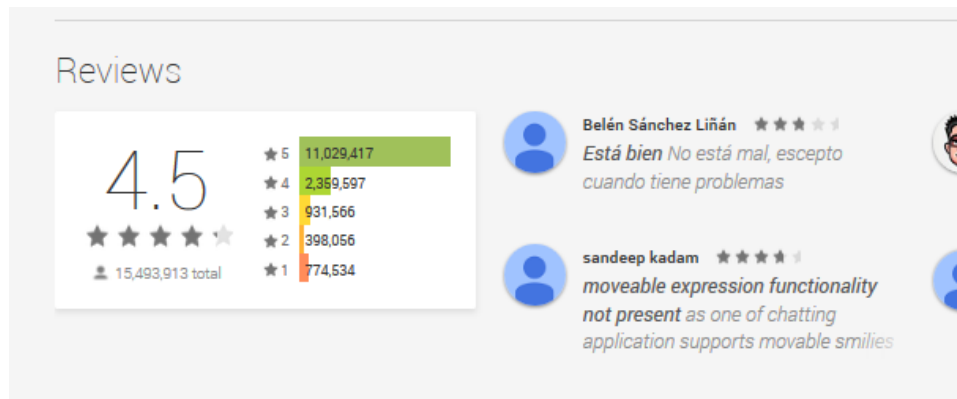 Reviews
4.5
15,493,913 total
5 11,029,417
4 2,359,597
3 931,566
2 398,056
1 774,534
Belén Sánchez Liñán
Está bien No está mal, escepto
cuando tiene problemas
sandeep kadam
moveable expression functionality
not present as one of chatting
application supports movable smilies